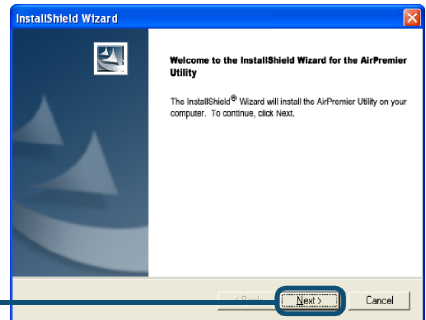 InstallShield Wizard
Welcome to the InstallShield Wizard for the AirPremier
Utility
The InstallShield® Wizard will install the AirPremier Utility on your
computer. To continue, click Next.
< Back
Next >
Cancel